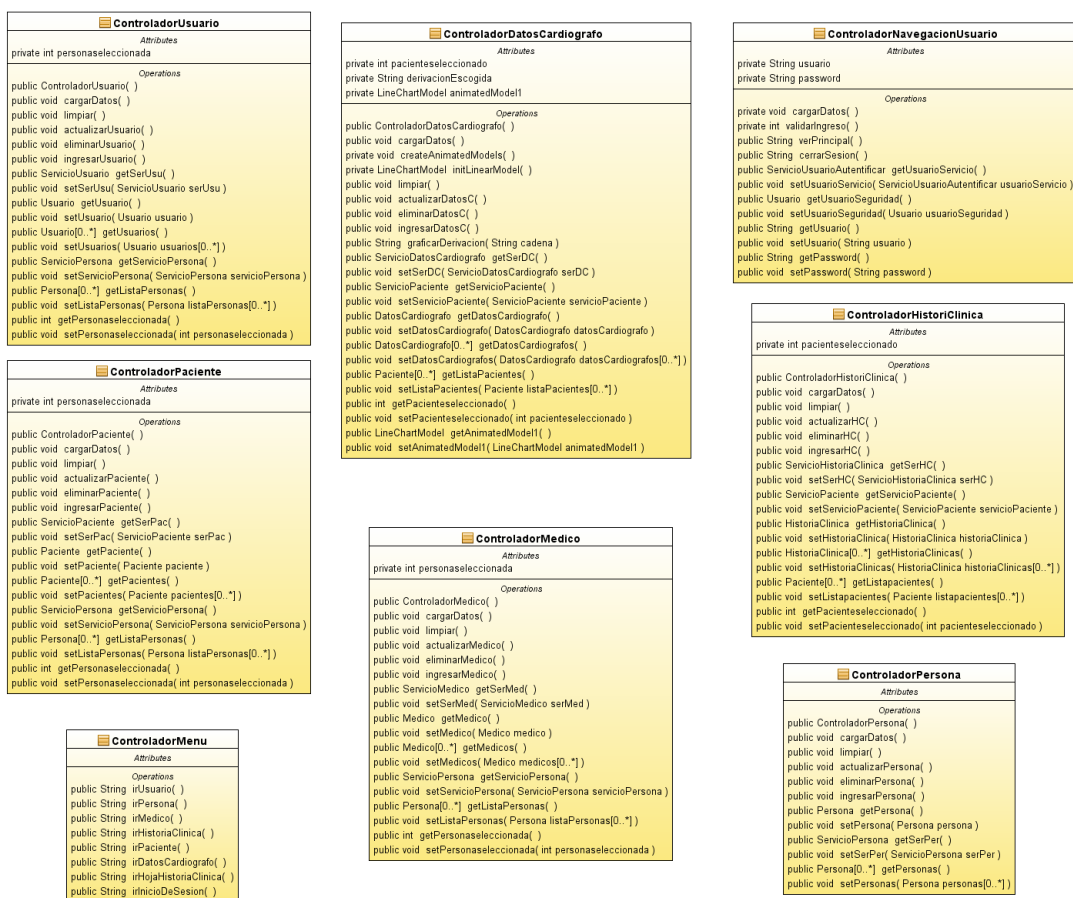 ControladorUsuario
Attributes
private int personaseleccionada
Operations
public ControladorUsuario( )
public void cargarDatos( )
public void limpiar( )
public void actualizarUsuario( )
public void eliminarUsuario( )
public void ingresarUsuario( )
public ServicioUsuario getSerUsu( )
public void setSerUsu( ServicioUsuario serUsu )
public Usuario getUsuario( )
public void setUsuario( Usuario usuario )
public Usuario[0..*] getUsuarios( )
public void setUsuarios( Usuario usuarios[0..*] )
public ServicioPersona getServicioPersona( )
public void setServicioPersona( ServicioPersona servicioPersona )
public Persona[0..*] getListaPersonas( )
public void setListaPersonas( Persona listaPersonas[0..*] )
public int getPersonaseleccionada( )
public void setPersonaseleccionada( int personaseleccionada )
ControladorPaciente
Attributes
private int personaseleccionada
Operations
public ControladorPaciente( )
public void cargarDatos( )
public void limpiar( )
public void actualizarPaciente( )
public void eliminarPaciente( )
public void ingresarPaciente( )
public ServicioPaciente getSerPac( )
public void setSerPac( ServicioPaciente serPac )
public Paciente getPaciente( )
public void setPaciente( Paciente paciente )
public Paciente[0..*] getPacientes( )
public void setPacientes( Paciente pacientes[0..*] )
public ServicioPersona getServicioPersona( )
public void setServicioPersona( ServicioPersona servicioPersona )
public Persona[0..*] getListaPersonas( )
public void setListaPersonas( Persona listaPersonas[0..*] )
public int getPersonaseleccionada( )
public void setPersonaseleccionada( int personaseleccionada )
ControladorMenu
Attributes
Operations
public String irUsuario( )
public String irPersona( )
public String irMedico( )
public String irHistoriaClinica( )
public String irPaciente( )
public String irDatosCardiografo( )
public String irHojaHistoriaClinica( )
public String irInicioDeSesion( )
ControladorDatosCardiografo
Attributes
private int pacienteseleccionado
private String derivacionEscogida
private LineChartModel animatedModel1
Operations
public ControladorDatosCardiografo( )
public void cargarDatos( )
private void createAnimatedModels( )
private LineChartModel initLinearModel( )
public void limpiar( )
public void actualizarDatosC( )
public void eliminarDatosC( )
public void ingresarDatosC( )
public String graficarDerivacion( String cadena )
public ServicioDatosCardiografo getSerDC( )
public void setSerDC( ServicioDatosCardiografo serDC )
public ServicioPaciente getServicioPaciente( )
public void setServicioPaciente( ServicioPaciente servicioPaciente )
public DatosCardiografo getDatosCardiografo( )
public void setDatosCardiografo( DatosCardiografo datosCardiografo )
public DatosCardiografo[0..*] getDatosCardiografos( )
public void setDatosCardiografos( DatosCardiografo datosCardiografos[0..*] )
public Paciente[0..*] getListaPacientes( )
public void setListaPacientes( Paciente listaPacientes[0..*] )
public int getPacienteseleccionado( )
public void setPacienteseleccionado( int pacienteseleccionado )
public LineChartModel getAnimatedModel1( )
public void setAnimatedModel1( LineChartModel animatedModel1 )
ControladorMedico
Attributes
private int personaseleccionada
Operations
public ControladorMedico( )
public void cargarDatos( )
public void limpiar( )
public void actualizarMedico( )
public void eliminarMedico( )
public void ingresarMedico( )
public ServicioMedico getSerMed( )
public void setSerMed( ServicioMedico serMed )
public Medico getMedico( )
public void setMedico( Medico medico )
public Medico[0..*] getMedicos( )
public void setMedicos( Medico medicos[0..*] )
public ServicioPersona getServicioPersona( )
public void setServicioPersona( ServicioPersona servicioPersona )
public Persona[0..*] getListaPersonas( )
public void setListaPersonas( Persona listaPersonas[0..*] )
public int getPersonaseleccionada( )
public void setPersonaseleccionada( int personaseleccionada )
ControladorNavegacionUsuario
Attributes
private String usuario
private String password
Operations
private void cargarDatos( )
private int validarIngreso( )
public String verPrincipal( )
public String cerrarSesion( )
public ServicioUsuarioAutentificar getUsuarioServicio( )
public void setUsuarioServicio( ServicioUsuarioAutentificar usuarioServicio )
public Usuario getUsuarioSeguridad( )
public void setUsuarioSeguridad( Usuario usuarioSeguridad )
public String getUsuario( )
public void setUsuario( String usuario )
public String getPassword( )
public void setPassword( String password )
ControladorHistoriClinica
Attributes
private int pacienteseleccionado
Operations
public ControladorHistoriClinica( )
public void cargarDatos( )
public void limpiar( )
public void actualizarHC( )
public void eliminarHC( )
public void ingresarHC( )
public ServicioHistoriaClinica getSerHC( )
public void setSerHC( ServicioHistoriaClinica serHC )
public ServicioPaciente getServicioPaciente( )
public void setServicioPaciente( ServicioPaciente servicioPaciente )
public HistoriaClinica getHistoriaClinica( )
public void setHistoriaClinica( HistoriaClinica historiaClinica )
public HistoriaClinica[0..*] getHistoriaClinicas( )
public void setHistoriaClinicas( HistoriaClinica historiaClinicas[0..*] )
public Paciente[0..*] getListapacientes( )
public void setListapacientes( Paciente listapacientes[0..*] )
public int getPacienteseleccionado( )
public void setPacienteseleccionado( int pacienteseleccionado )
ControladorPersona
Attributes
Operations
public ControladorPersona( )
public void cargarDatos( )
public void limpiar( )
public void actualizarPersona( )
public void eliminarPersona( )
public void ingresarPersona( )
public Persona getPersona( )
public void setPersona( Persona persona )
public ServicioPersona getSerPer( )
public void setSerPer( ServicioPersona serPer )
public Persona[0..*] getPersonas( )
public void setPersonas( Persona personas[0..*] )